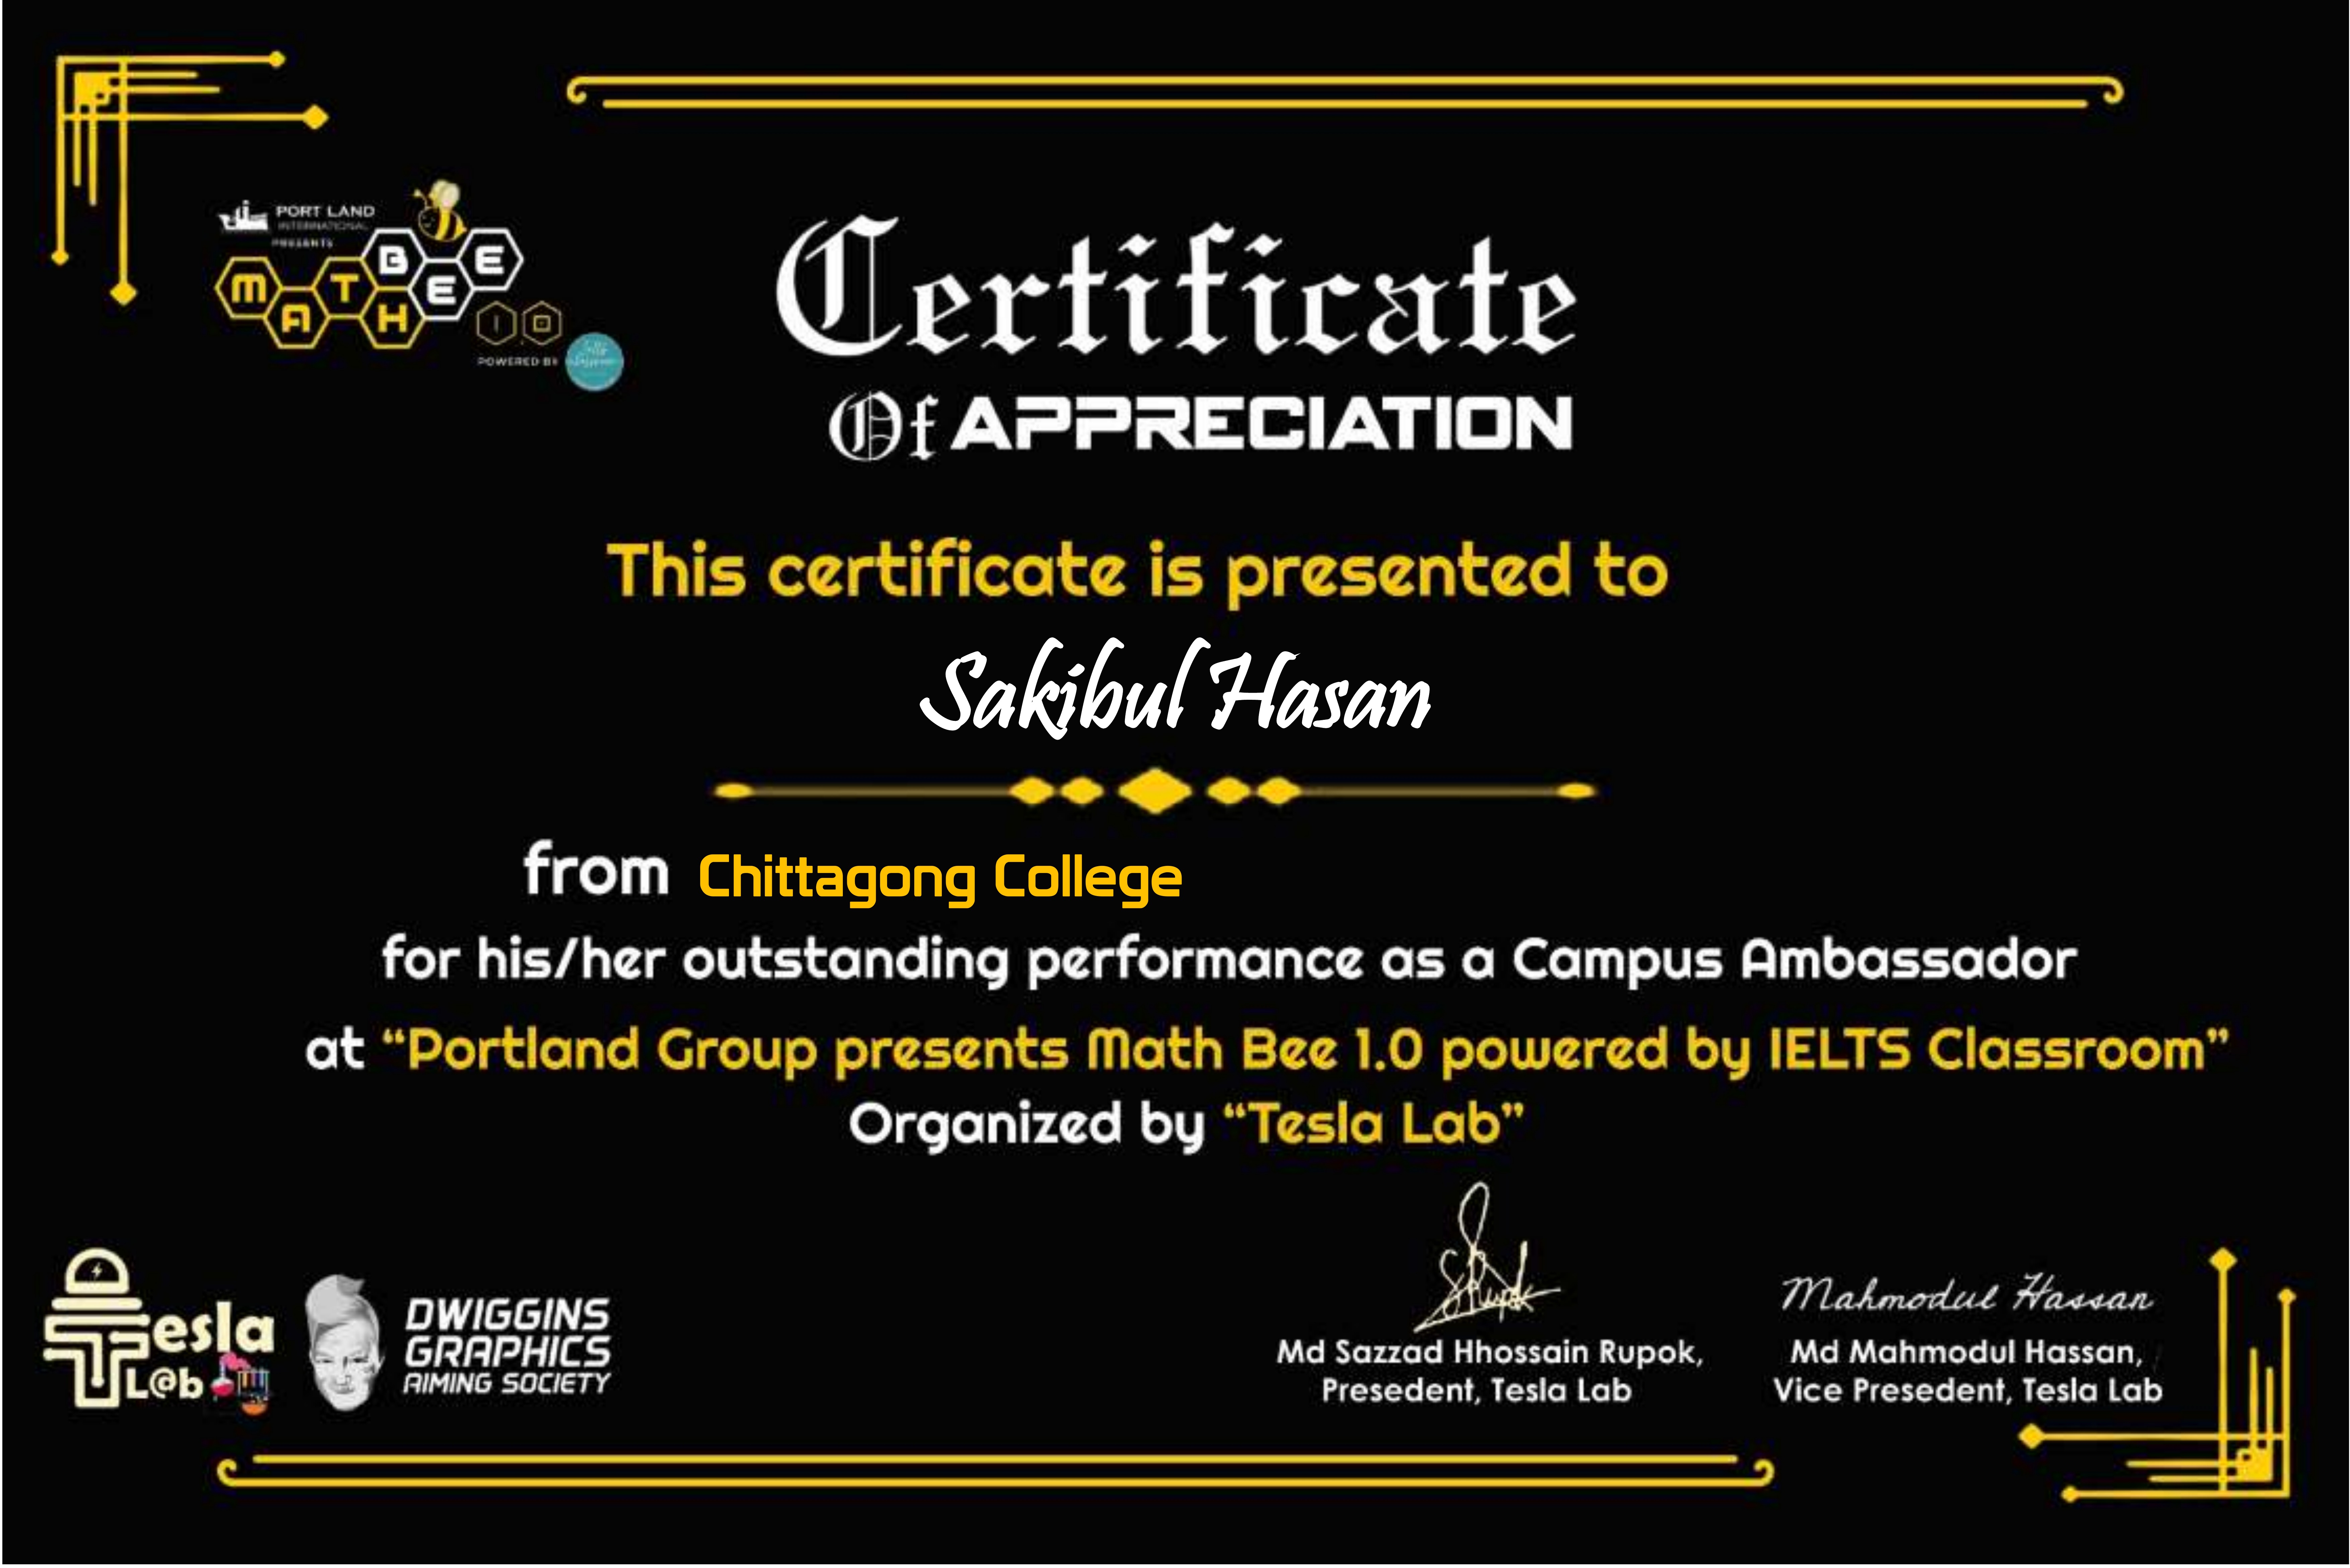 PORT LAND
INTERNATIONAL
PRESENTS
MATH BEE
1.0
POWERED BY
Certificate
Of APPRECIATION
This certificate is presented to
Sakibul Hasan
from Chittagong College
for his/her outstanding performance as a Campus Ambassador
at “Portland Group presents Math Bee 1.0 powered by IELTS Classroom”
Organized by “Tesla Lab”
Tesla
L@b
DWIGGINS
GRAPHICS
AIMING SOCIETY
Mahmodul Hassan
Md Sazzad Hhossain Rupok,
Presedent, Tesla Lab
Md Mahmodul Hassan,
Vice Presedent, Tesla Lab